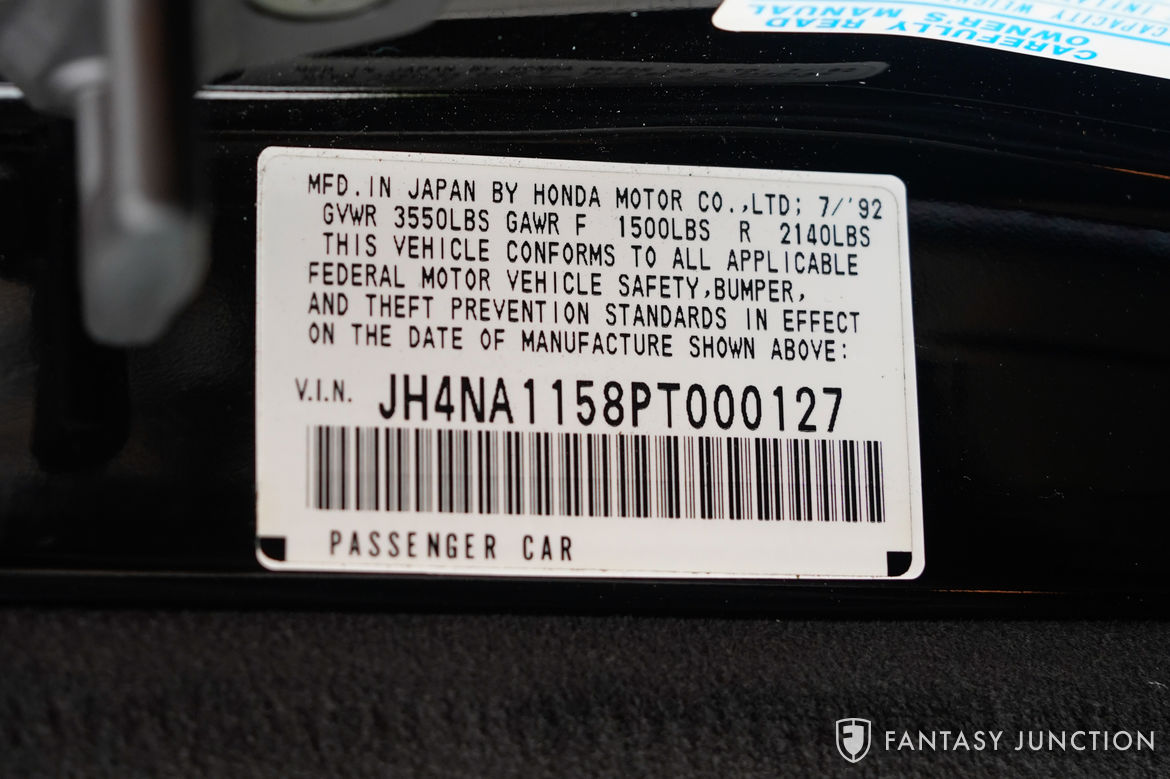 CAREFULLY READ
OWNER'S MANUAL
CAPACITY WEIGHT
MFD. IN JAPAN BY HONDA MOTOR CO.,LTD; 7/'92
GVWR 3550LBS GAWR F 1500LBS R 2140LBS
THIS VEHICLE CONFORMS TO ALL APPLICABLE
FEDERAL MOTOR VEHICLE SAFETY,BUMPER,
AND THEFT PREVENTION STANDARDS IN EFFECT
ON THE DATE OF MANUFACTURE SHOWN ABOVE:
V.I.N. JH4NA1158PT000127
PASSENGER CAR
FANTASY JUNCTION